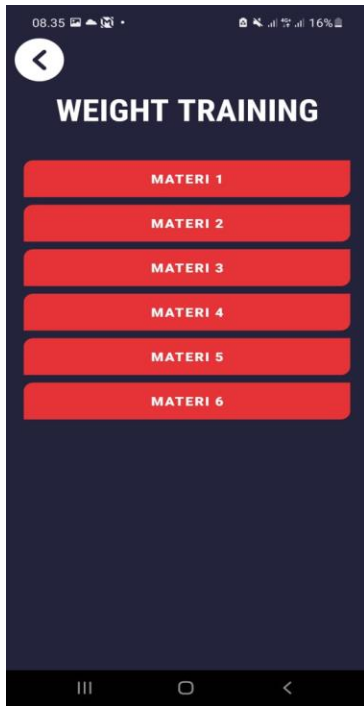 08.35
16%
WEIGHT TRAINING
MATERI 1
MATERI 2
MATERI 3
MATERI 4
MATERI 5
MATERI 6